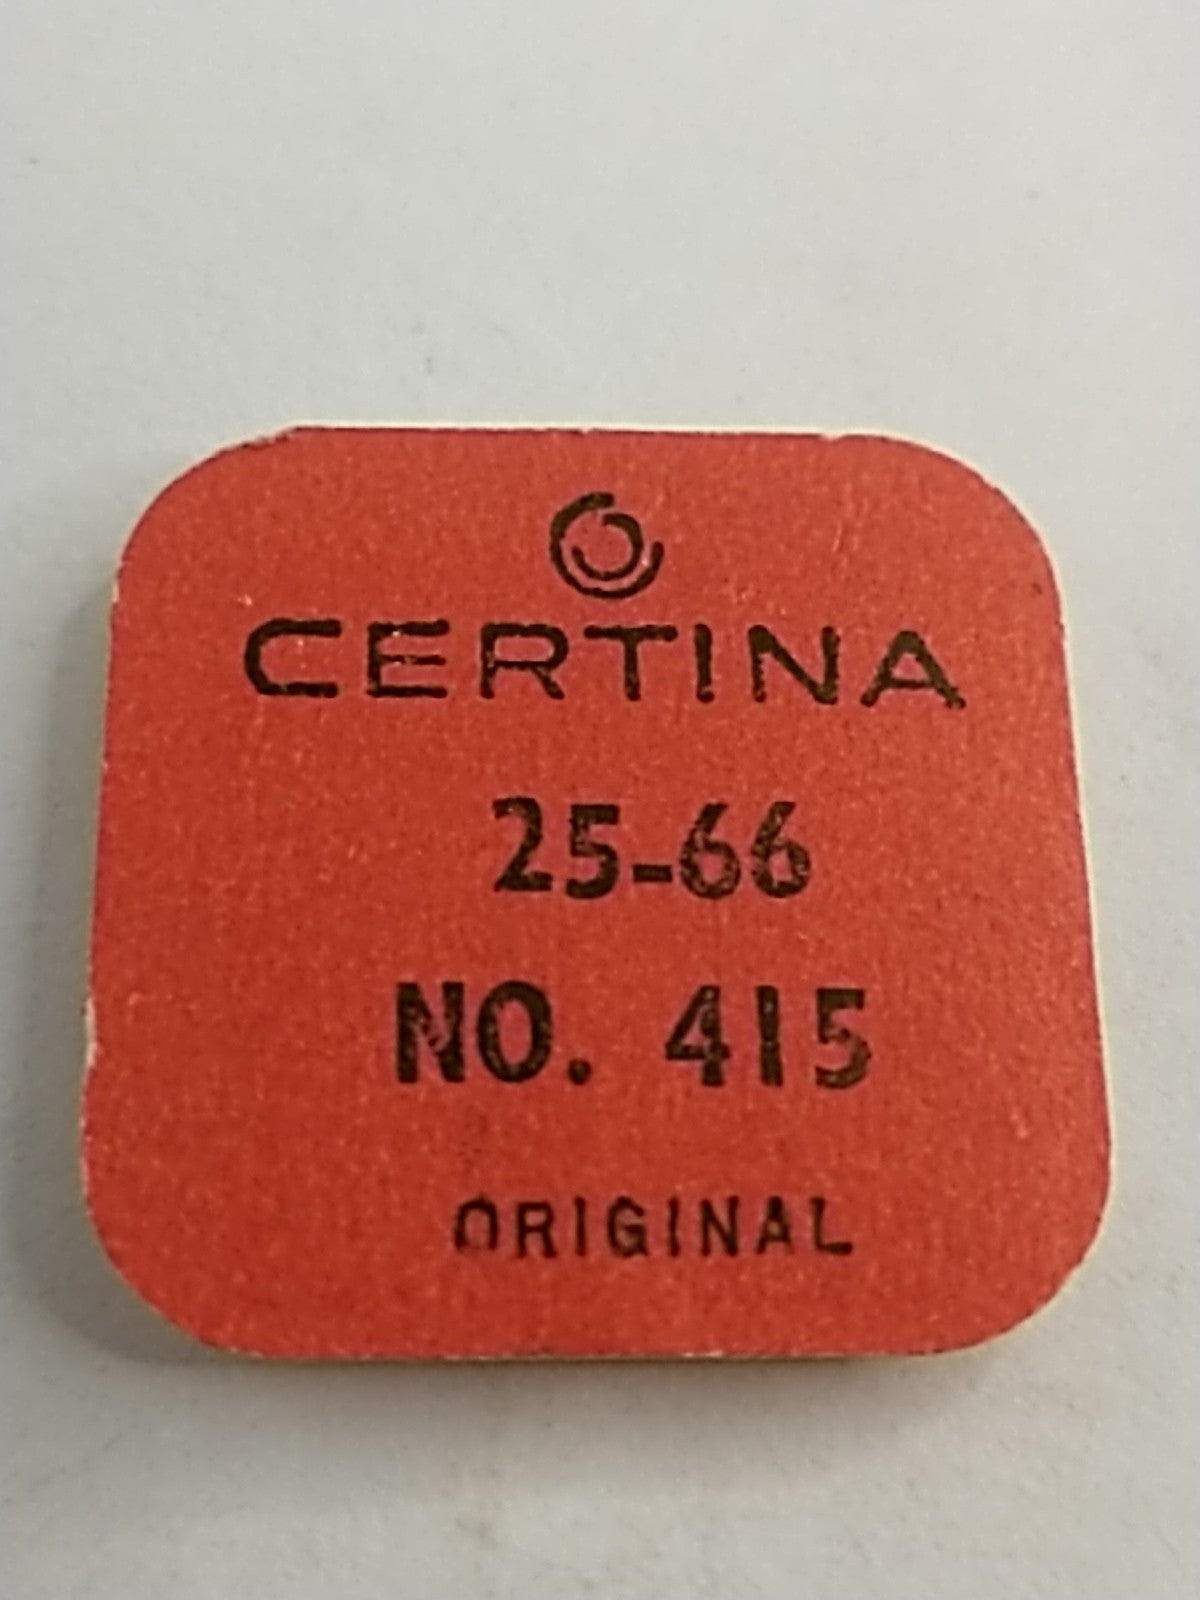 CERTINA
25-66
NO. 415
ORIGINAL